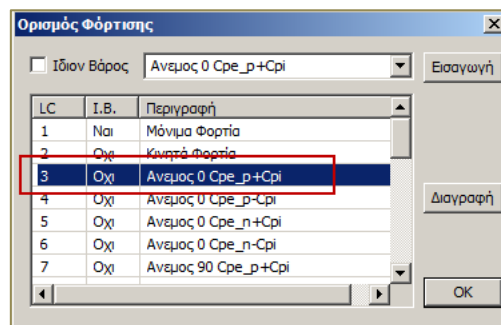 Ορισμός Φόρτισης
Ιδιον Βάρος Ανεμος 0 Cpe_p+Cpi Εισαγωγή
LC Ι.Β. Περιγραφή
1 Ναι Μόνιμα Φορτία
2 Οχι Κινητά Φορτία
3 Οχι Ανεμος 0 Cpe_p+Cpi
4 Οχι Ανεμος 0 Cpe_p-Cpi Διαγραφή
5 Οχι Ανεμος 0 Cpe_n+Cpi
6 Οχι Ανεμος 0 Cpe_n-Cpi
7 Οχι Ανεμος 90 Cpe_p+Cpi
OK